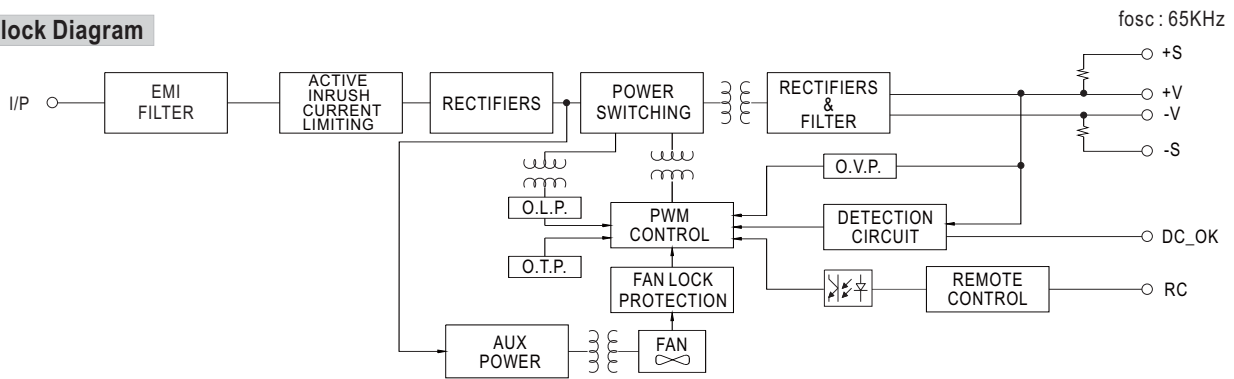 lock Diagram
fosc : 65KHz
I/P
EMI
FILTER
ACTIVE
INRUSH
CURRENT
LIMITING
RECTIFIERS
POWER
SWITCHING
RECTIFIERS
&
FILTER
+S
+V
-V
-S
O.L.P.
O.T.P.
PWM
CONTROL
O.V.P.
DETECTION
CIRCUIT
DC_OK
FAN LOCK
PROTECTION
REMOTE
CONTROL
RC
AUX
POWER
FAN